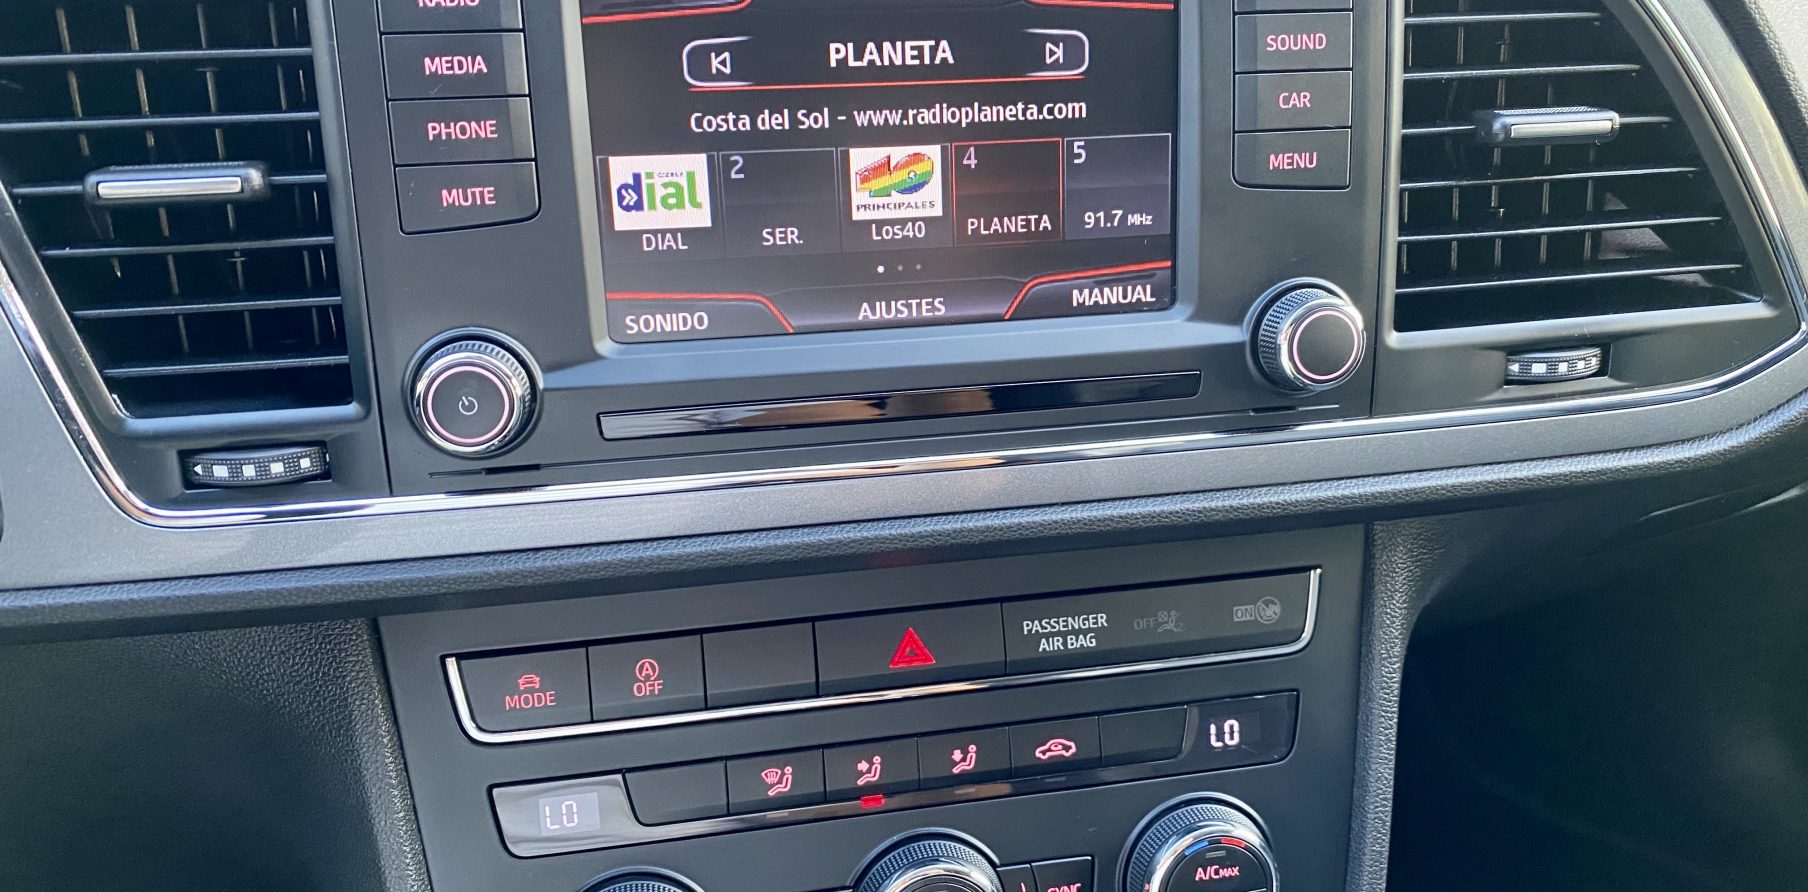 RADIO
MEDIA
PHONE
MUTE
PLANETA
Costa del Sol - www.radioplaneta.com
dial
DIAL
2
SER.
40
PRINCIPALES
Los40
4
PLANETA
5
91.7 MHz
SONIDO
AJUSTES
MANUAL
SOUND
CAR
MENU
MODE
A
OFF
PASSENGER
AIR BAG
OFF
ON
LO
LO
SYNC
A/C MAX